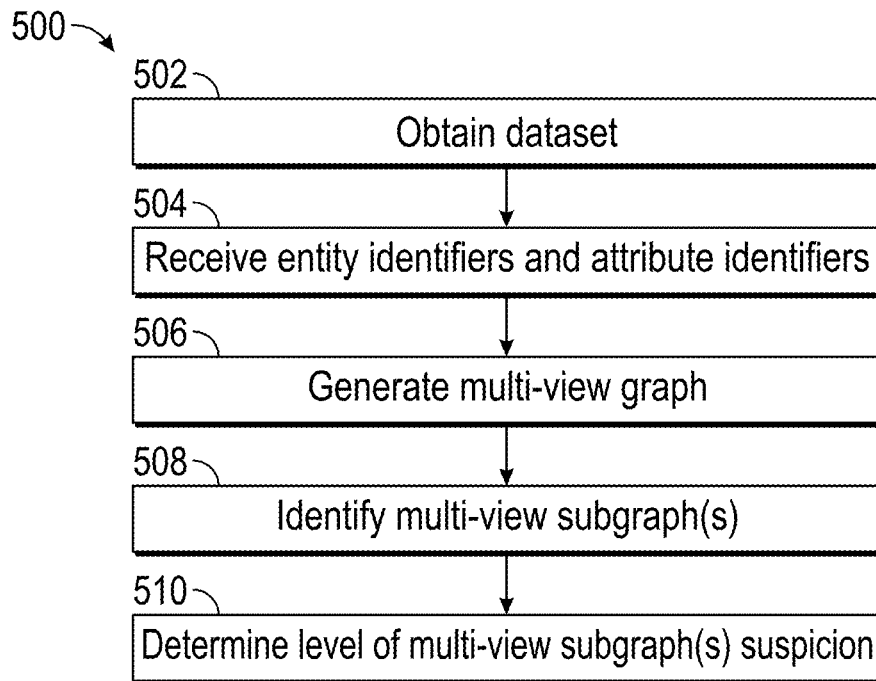 500
502
Obtain dataset
504
Receive entity identifiers and attribute identifiers
506
Generate multi-view graph
508
Identify multi-view subgraph(s)
510
Determine level of multi-view subgraph(s) suspicion